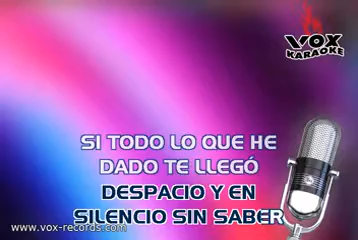 VOX
KARAOKE
SI TODO LO QUE HE
DADO TE LLEGÓ
DESPACIO Y EN
SILENCIO SIN SABER
www.vox-records.com